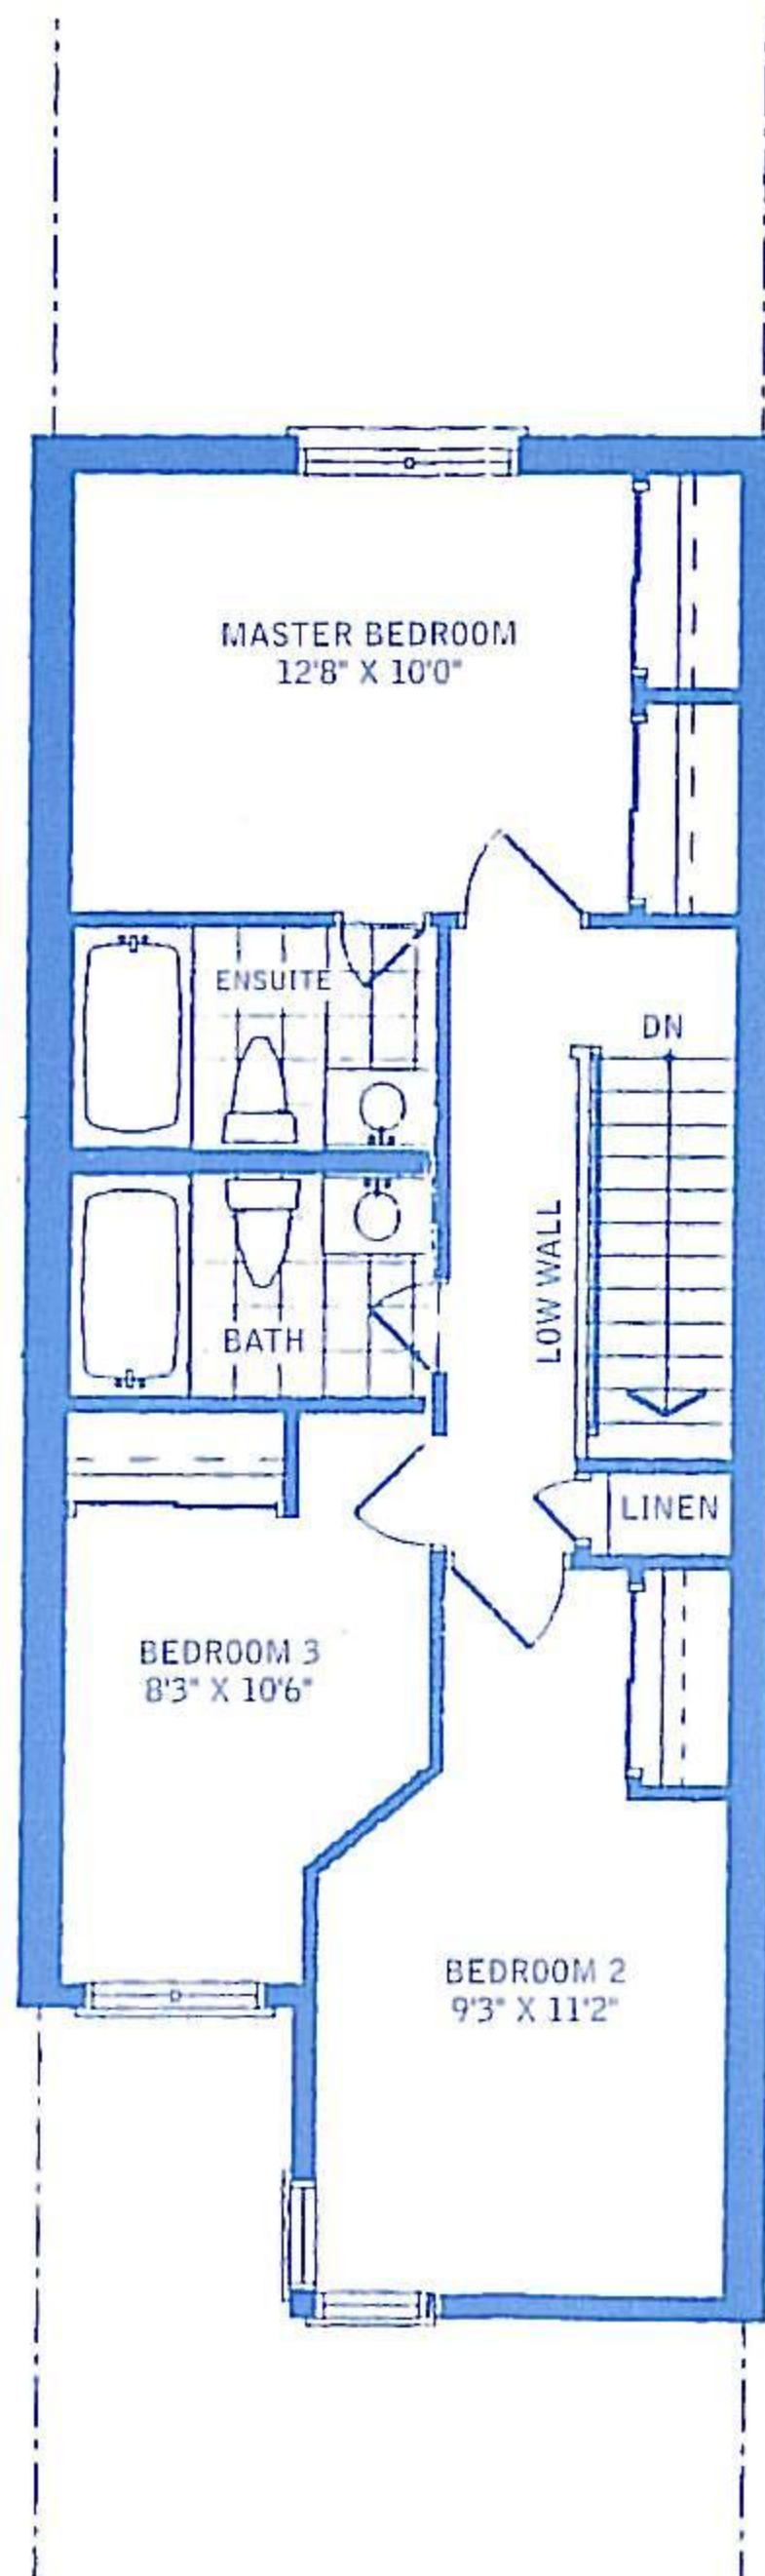 MASTER BEDROOM
12'8" X 10'0"
ENSUITE
DN
LOW WALL
BATH
LINEN
BEDROOM 3
8'3" X 10'6"
BEDROOM 2
9'3" X 11'2"